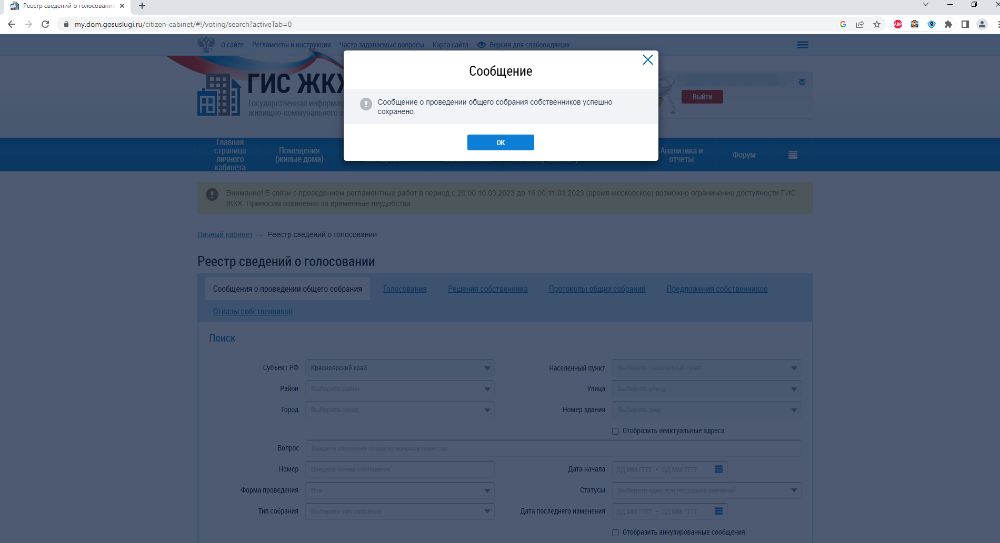 Реестр сведений о голосовании
my.dom.gosuslugi.ru/citizen-cabinet/#!/voting/search?activeTab=0
ABP
О сайте Регламенты и инструкции Часто задаваемые вопросы Карта сайта Версия для слабовидящих
Сообщение
Сообщение о проведении общего собрания собственников успешно
сохранено.
ОК
ГИС ЖКХ
Государственная
жилищно-коммунального
Выйти
Главная
страница
личного
кабинета
Помещения
(жилые дома)
Аналитика и
отчеты
Форум
Внимание! В связи с проведением регламентных работ в период с 20:00 10.03.2023 до 16:00 11.03.2023 (время московское) возможно ограничение доступности ГИС
ЖКХ. Приносим извинения за временные неудобства.
Личный кабинет → Реестр сведений о голосовании
Реестр сведений о голосовании
Сообщения о проведении общего собрания Голосования Решения собственника Протоколы общих собраний Предложения собственников
Отказы собственников
Поиск
Субъект РФ Красноярский край Населенный пункт Выберите населенный пункт
Район Выберите район Улица Выберите улицу
Город Выберите город Номер здания Выберите дом
Отобразить неактуальные адреса
Вопрос Введите ключевые слова из вопроса повестки
Номер Введите номер сообщения Дата начала ДД.ММ.ГГГГ - ДД.ММ.ГГГГ
Форма проведения Все Статусы Выберите одно или несколько значений
Тип собрания Выберите тип собрания Дата последнего изменения ДД.ММ.ГГГГ - ДД.ММ.ГГГГ
Отобразить аннулированные сообщения